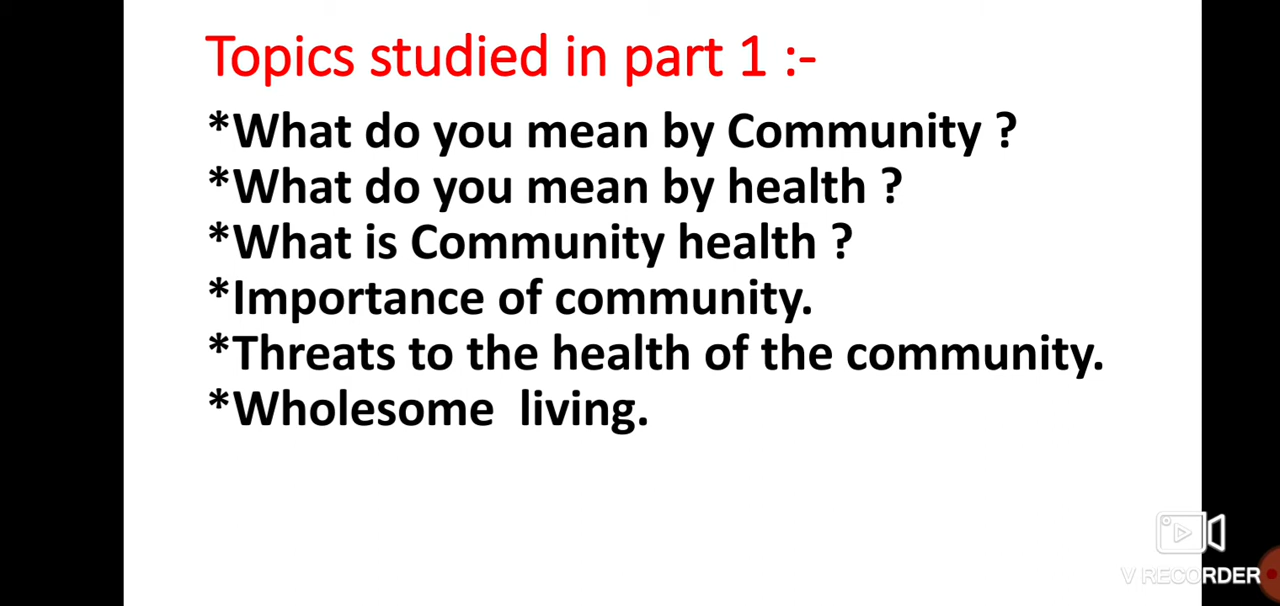 Topics studied in part 1 :-
*What do you mean by Community ?
*What do you mean by health ?
*What is Community health ?
*Importance of community.
*Threats to the health of the community.
*Wholesome  living.
V RECORDER